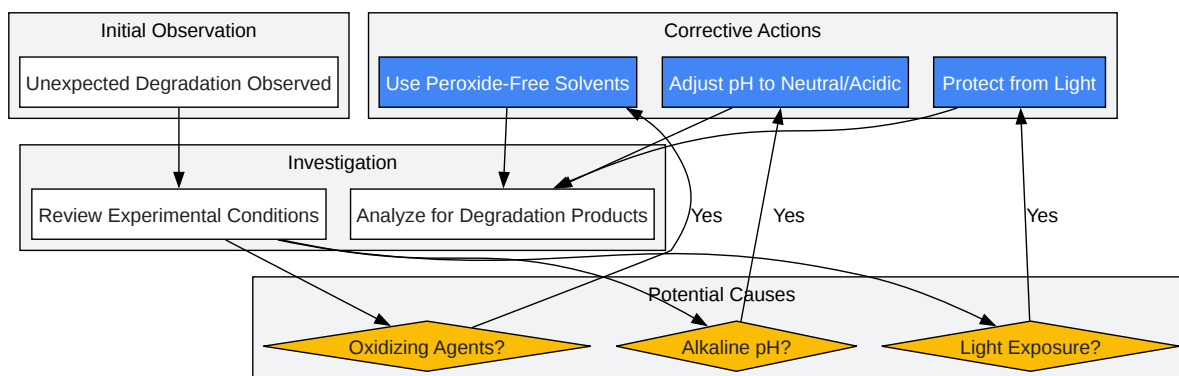 Initial Observation
Corrective Actions
Unexpected Degradation Observed
Use Peroxide-Free Solvents
Adjust pH to Neutral/Acidic
Protect from Light
Investigation
Review Experimental Conditions
Analyze for Degradation Products
Yes
Yes
Yes
Potential Causes
Oxidizing Agents?
Alkaline pH?
Light Exposure?